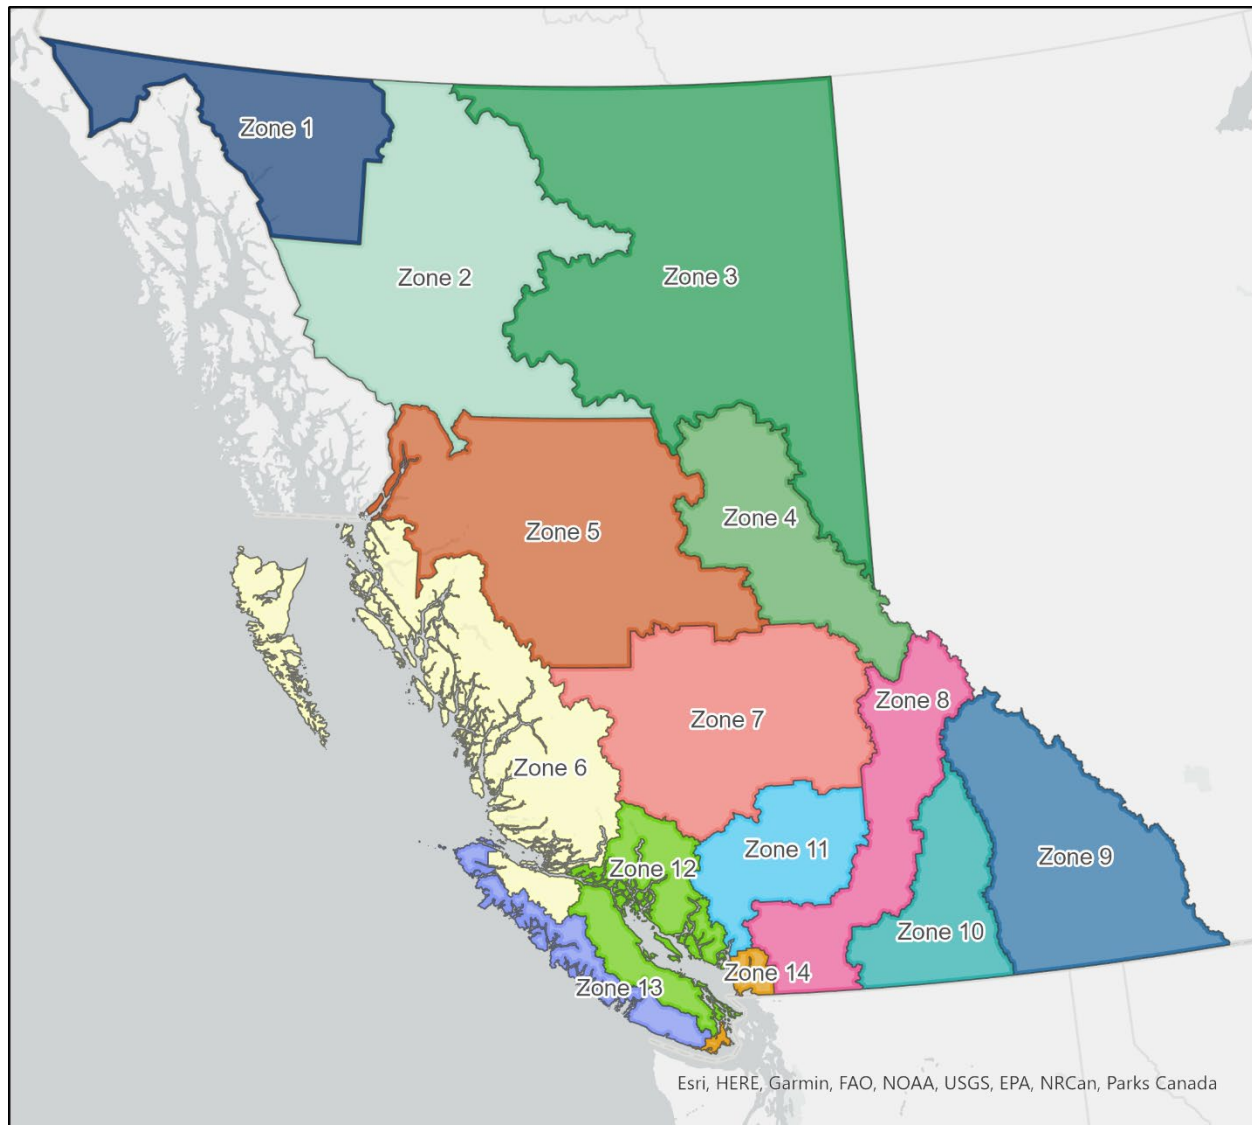 Zone 1
Zone 2
Zone 3
Zone 4
Zone 5
Zone 8
Zone 7
Zone 6
Zone 11
Zone 9
Zone 12
Zone 10
Zone 14
Zone 13
Esri, HERE, Garmin, FAO, NOAA, USGS, EPA, NRCan, Parks Canada